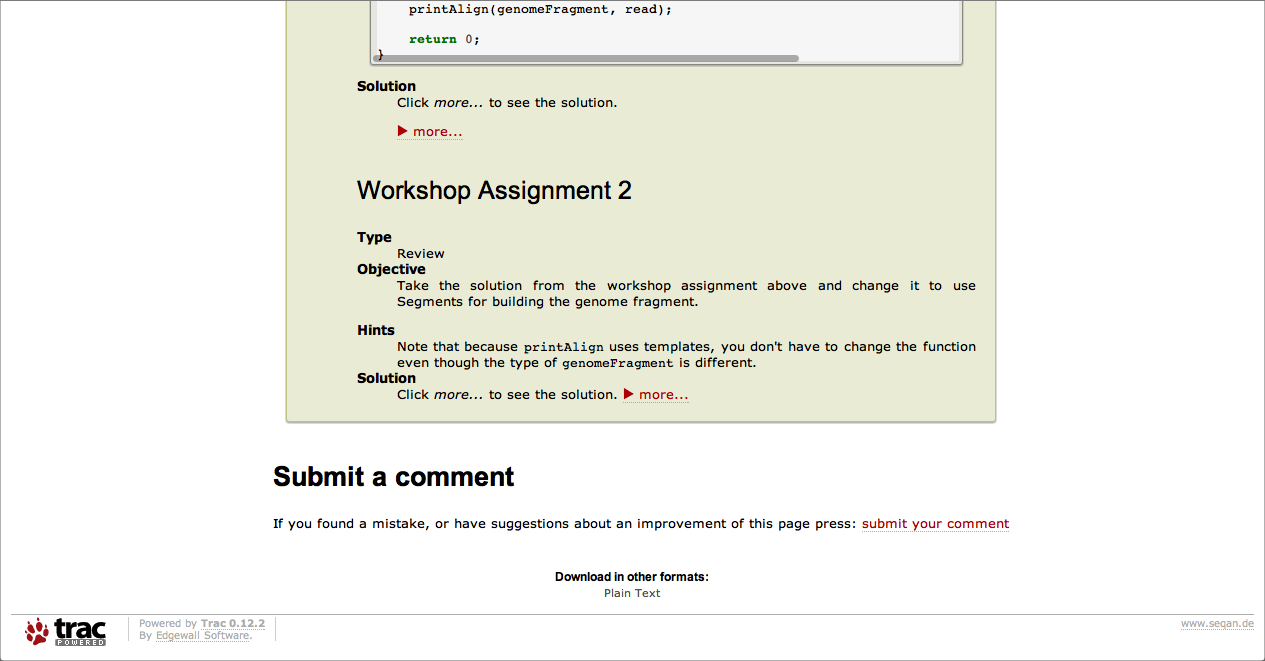 printAlign(genomeFragment, read);
return 0;
}
Solution
Click more... to see the solution.
more...
Workshop Assignment 2
Type
Review
Objective
Take the solution from the workshop assignment above and change it to use
Segments for building the genome fragment.
Hints
Note that because printAlign uses templates, you don't have to change the function
even though the type of genomeFragment is different.
Solution
Click more... to see the solution. more...
Submit a comment
If you found a mistake, or have suggestions about an improvement of this page press: submit your comment
Download in other formats:
Plain Text
trac
POWERED
Powered by Trac 0.12.2
By Edgewall Software.
www.seqan.de